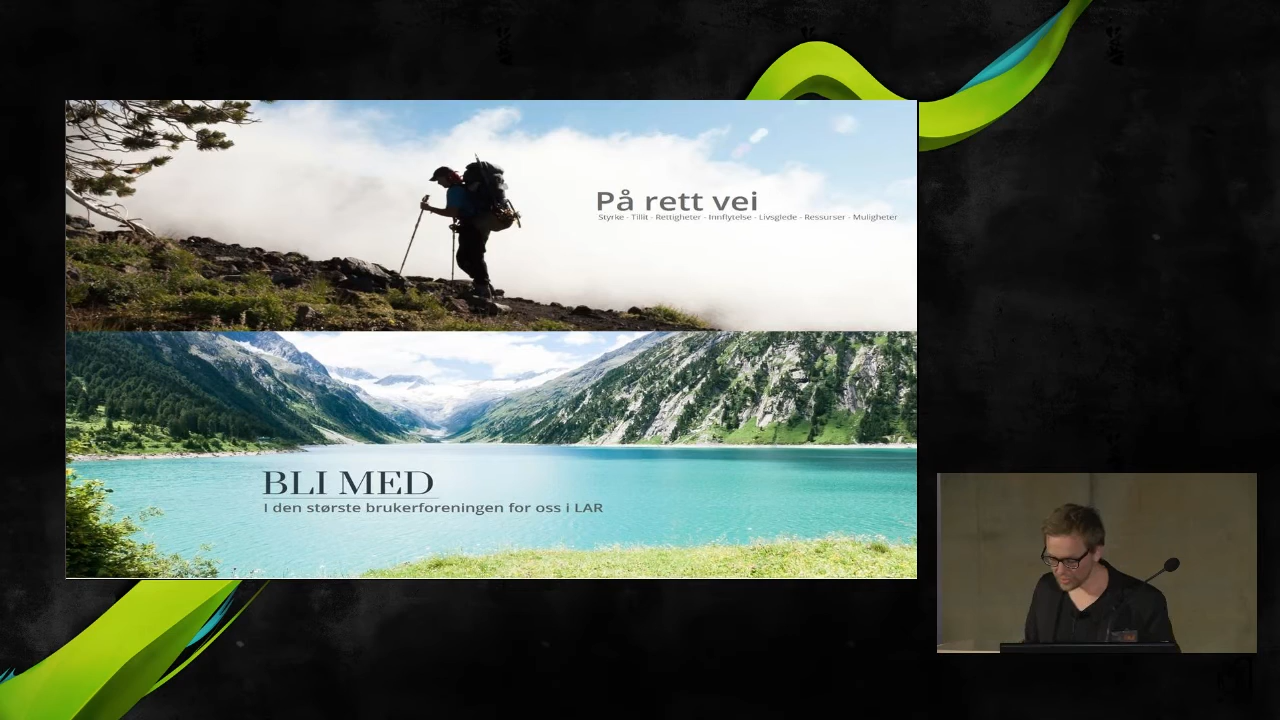 På rett vei
Styrke - Tillit - Rettigheter - Innflytelse - Livsglede - Ressurser - Muligheter
BLI MED
I den største brukerforeningen for oss i LAR